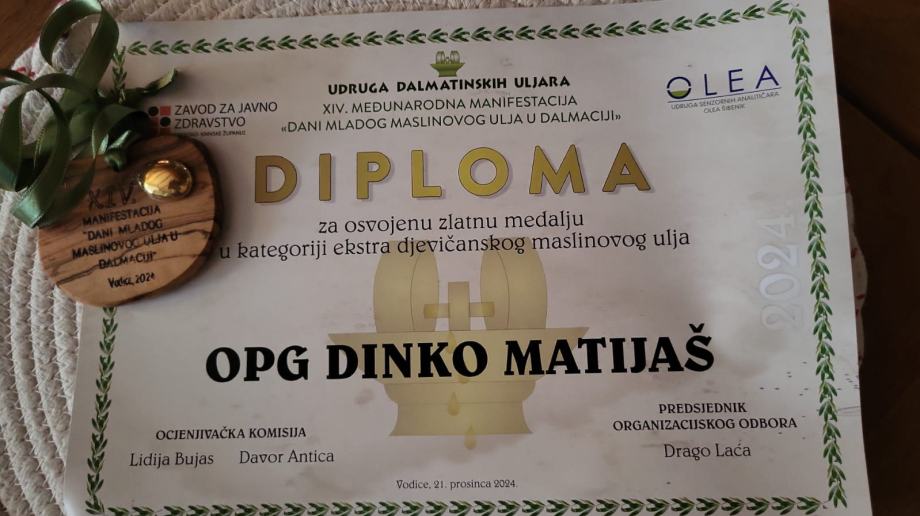 UDRUGA DALMATINSKIH ULJARA
XIV. MEĐUNARODNA MANIFESTACIJA
«DANI MLADOG MASLINOVOG ULJA U DALMACIJI»
ZAVOD ZA JAVNO
ZDRAVSTVO
OLEA
UDRUGA SENZORNIH ANALITIČARA
OLEA ŠIBENIK
DIPLOMA
za osvojenu zlatnu medalju
u kategoriji ekstra djevičanskog maslinovog ulja
XIV.
MANIFESTACIJA
"DANI MLADOG
MASLINOVOG ULJA U
DALMACIJI"
Vodice, 2024
2024
OPG DINKO MATIJAŠ
OCJENJIVAČKA KOMISIJA
Lidija Bujas Davor Antica
PREDSJEDNIK
ORGANIZACIJSKOG ODBORA
Drago Laća
Vodice, 21. prosinca 2024.